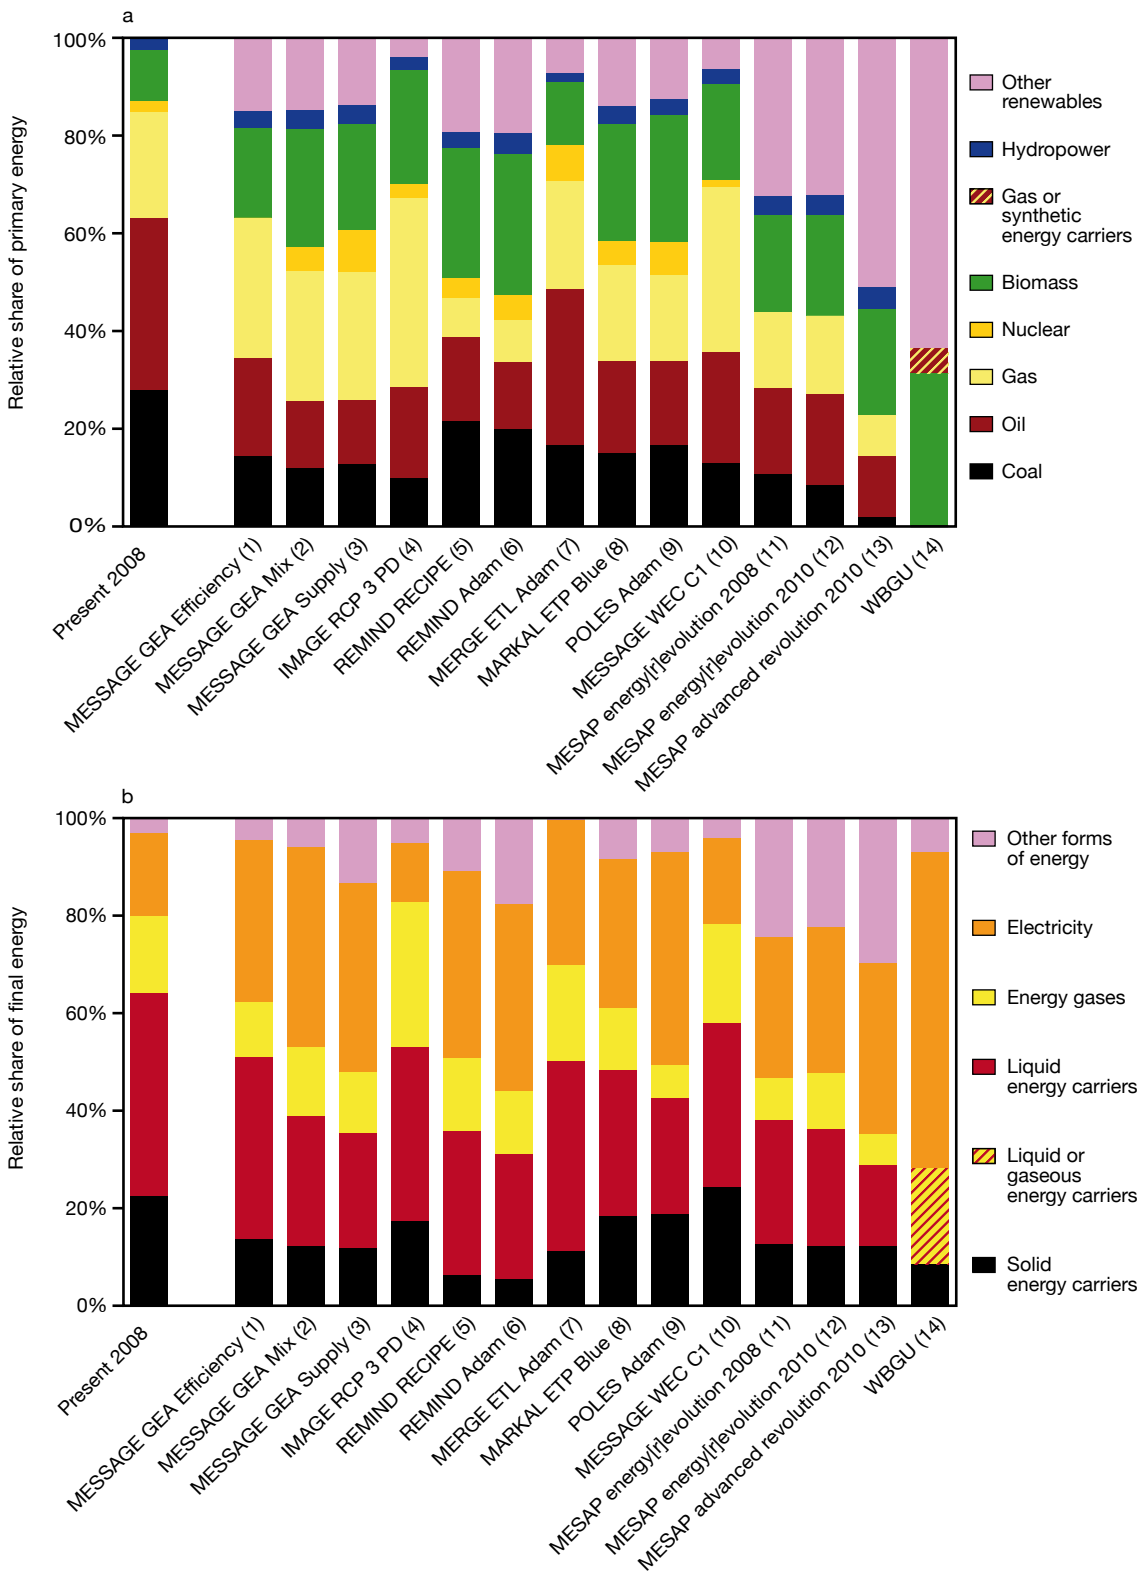 a
Relative share of primary energy
100%
80%
60%
40%
20%
0%
Other
renewables
Hydropower
Gas or
synthetic
energy carriers
Biomass
Nuclear
Gas
Oil
Coal
Present 2008
MESSAGE GEA Efficiency (1)
MESSAGE GEA Mix (2)
MESSAGE GEA Supply (3)
IMAGE RCP 3 PD (4)
REMIND RECIPE (5)
REMIND Adam (6)
MERGE ETL Adam (7)
MARKAL ETP Blue (8)
POLES Adam (9)
MESSAGE WEC C1 (10)
MESAP energy[r]evolution 2008 (11)
MESAP energy[r]evolution 2010 (12)
MESAP advanced revolution 2010 (13)
WBGU (14)
b
Relative share of final energy
100%
80%
60%
40%
20%
0%
Other forms
of energy
Electricity
Energy gases
Liquid
energy carriers
Liquid or
gaseous
energy carriers
Solid
energy carriers
Present 2008
MESSAGE GEA Efficiency (1)
MESSAGE GEA Mix (2)
MESSAGE GEA Supply (3)
IMAGE RCP 3 PD (4)
REMIND RECIPE (5)
REMIND Adam (6)
MERGE ETL Adam (7)
MARKAL ETP Blue (8)
POLES Adam (9)
MESSAGE WEC C1 (10)
MESAP energy[r]evolution 2008 (11)
MESAP energy[r]evolution 2010 (12)
MESAP advanced revolution 2010 (13)
WBGU (14)